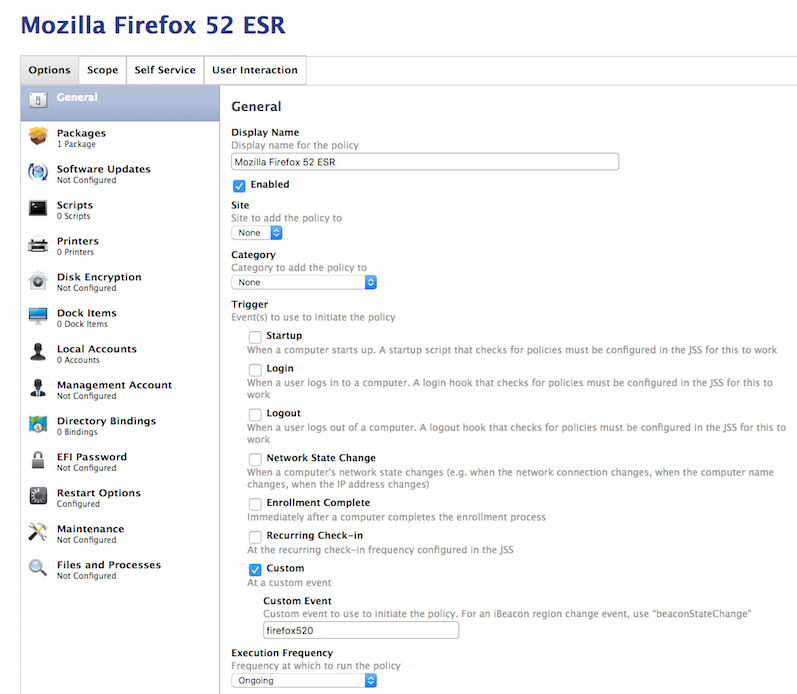 Mozilla Firefox 52 ESR
Options
Scope
Self Service
User Interaction
General
Packages
1 Package
Software Updates
Not Configured
Scripts
0 Scripts
Printers
0 Printers
Disk Encryption
Not Configured
Dock Items
0 Dock Items
Local Accounts
0 Accounts
Management Account
Not Configured
Directory Bindings
0 Bindings
EFI Password
Not Configured
Restart Options
Configured
Maintenance
Not Configured
Files and Processes
Not Configured
General
Display Name
Display name for the policy
Mozilla Firefox 52 ESR
Enabled
Site
Site to add the policy to
None
Category
Category to add the policy to
None
Trigger
Event(s) to use to initiate the policy
Startup
When a computer starts up. A startup script that checks for policies must be configured in the JSS for this to work
Login
When a user logs in to a computer. A login hook that checks for policies must be configured in the JSS for this to
work
Logout
When a user logs out of a computer. A logout hook that checks for policies must be configured in the JSS for this to
work
Network State Change
When a computer's network state changes (e.g. when the network connection changes, when the computer name
changes, when the IP address changes)
Enrollment Complete
Immediately after a computer completes the enrollment process
Recurring Check-in
At the recurring check-in frequency configured in the JSS
Custom
At a custom event
Custom Event
Custom event to use to initiate the policy. For an iBeacon region change event, use "beaconStateChange"
firefox520
Execution Frequency
Frequency at which to run the policy
Ongoing